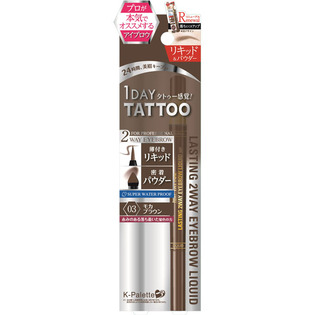 プロが
本気で
オススメする
アイブロウ
Renewal
リキッド
&パウダー
24時間、美眉キープ
1DAY
タトゥー感覚!
TATTOO
2WAY EYEBROW
筆付き
リキッド
密着
パウダー
SUPER WATERPROOF
03
モカ
ブラウン
K-Palette
LASTING 2WAY EYEBROW LIQUID